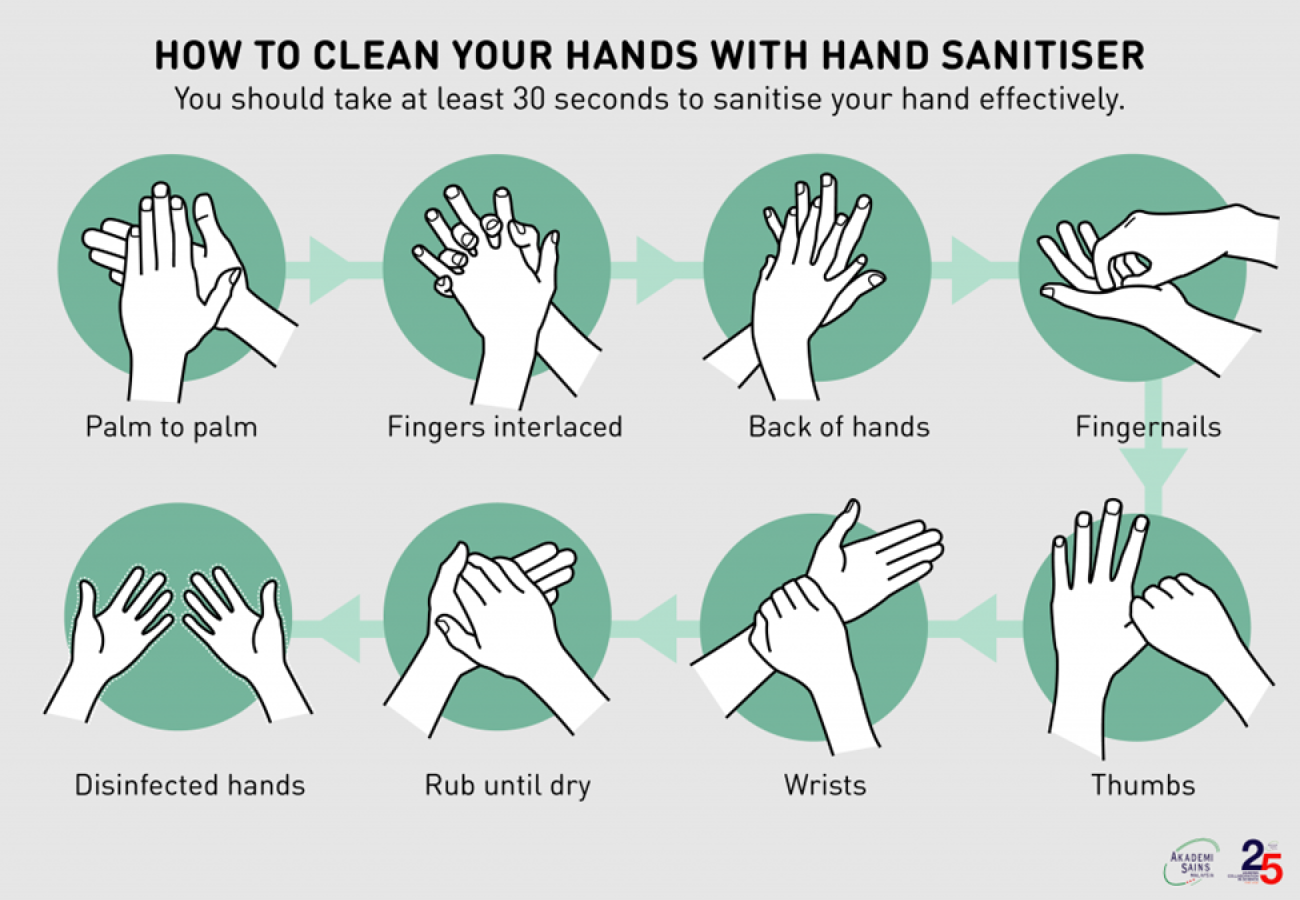 HOW TO CLEAN YOUR HANDS WITH HAND SANITISER
You should take at least 30 seconds to sanitise your hand effectively.
Palm to palm
Fingers interlaced
Back of hands
Fingernails
Thumbs
Wrists
Rub until dry
Disinfected hands
AKADEMI
SAINS
MALAYSIA
25